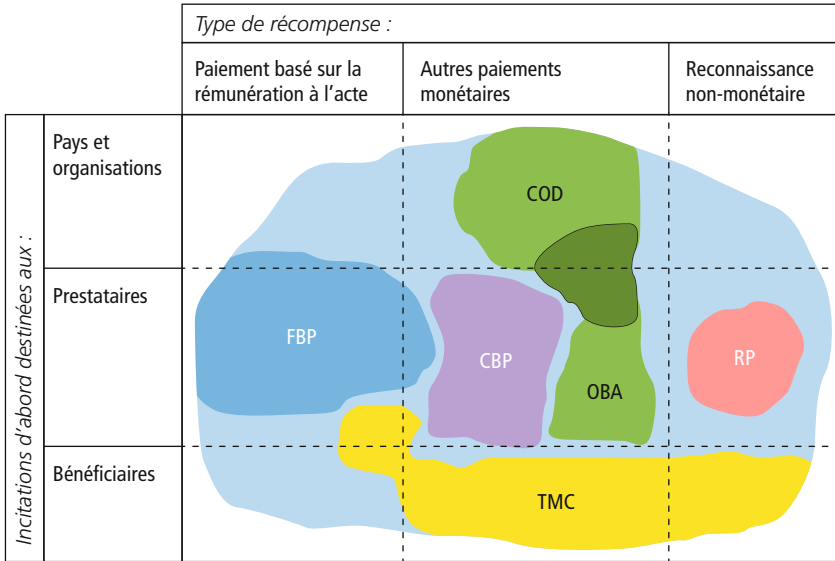 Type de récompense :
Paiement basé sur la
rémunération à l'acte
Autres paiements
monétaires
Reconnaissance
non-monétaire
Incitations d'abord destinées aux :
Pays et
organisations
Prestataires
Bénéficiaires
COD
FBP
CBP
OBA
RP
TMC